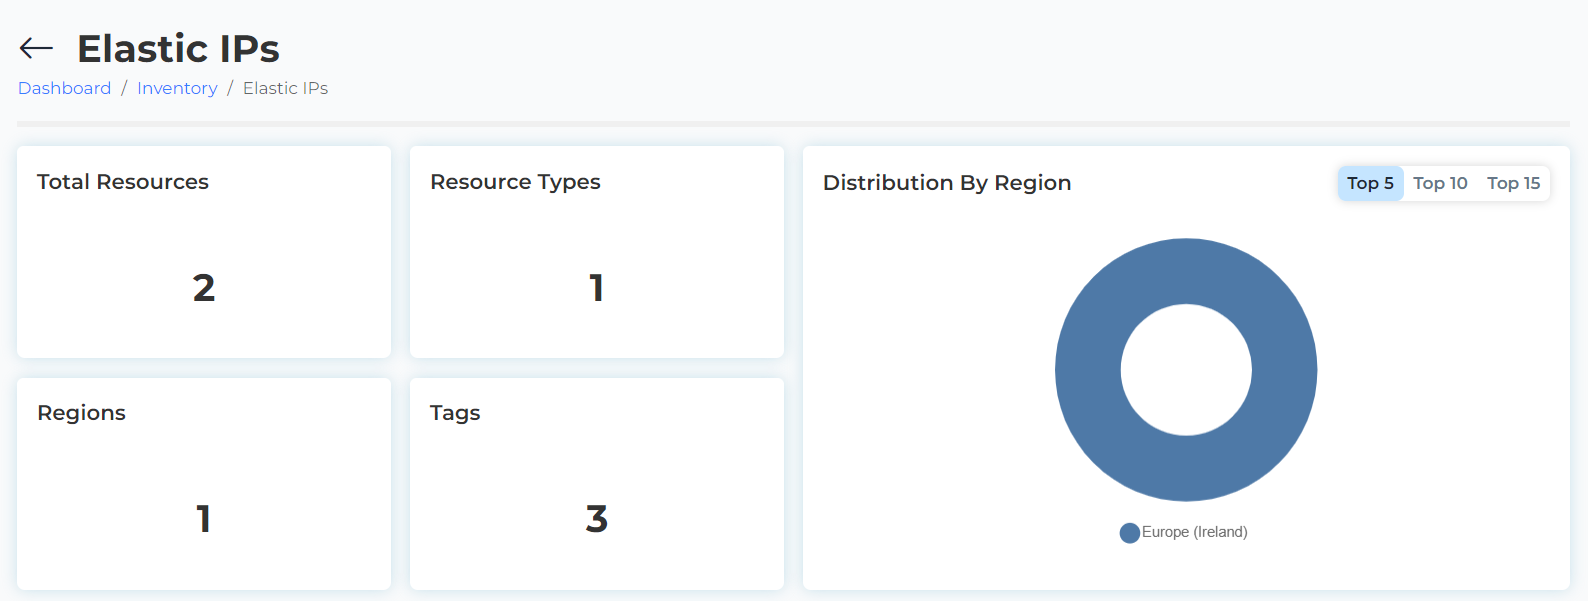 Elastic IPs
Dashboard / Inventory / Elastic IPs
Total Resources
2
Resource Types
1
Regions
1
Tags
3
Distribution By Region
Top 5 Top 10 Top 15
Europe (Ireland)